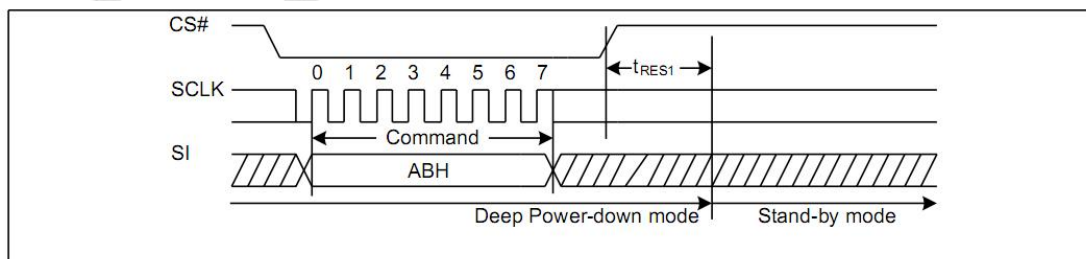 CS#
tRES1
0 1 2 3 4 5 6 7
SCLK
Command
SI
ABH
Deep Power-down mode Stand-by mode